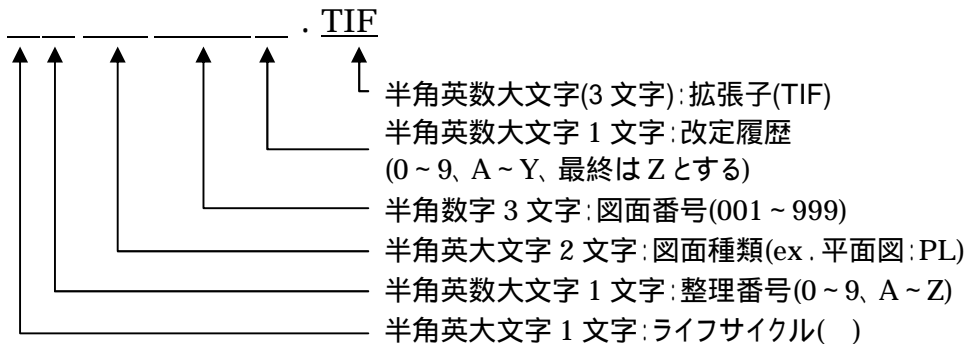 . TIF
半角英数大文字(3 文字):拡張子(TIF)
半角英数大文字 1 文字:改定履歴
(0~9、A~Y、最終は Z とする)
半角数字 3 文字:図面番号(001~999)
半角英大文字 2 文字:図面種類(ex.平面図:PL)
半角英数大文字 1 文字:整理番号(0~9、A~Z)
半角英大文字 1 文字:ライフサイクル( )